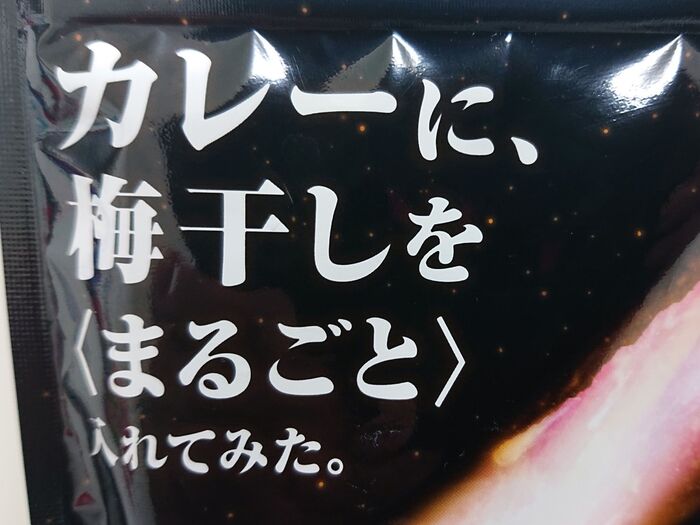 カレーに、
梅干しを
〈まるごと〉
入れてみた。